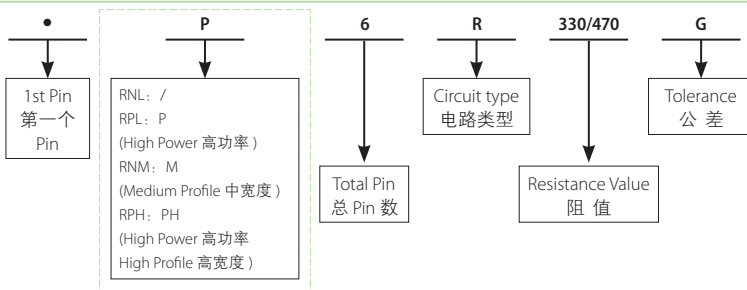 • P 6 R 330/470 G
1st Pin
第一个
Pin
RNL：/
RPL：P
(High Power 高功率 )
RNM：M
(Medium Profile 中宽度 )
RPH：PH
(High Power 高功率
High Profile 高宽度 )
Total Pin
总 Pin 数
Circuit type
电路类型
Resistance Value
阻 值
Tolerance
公 差